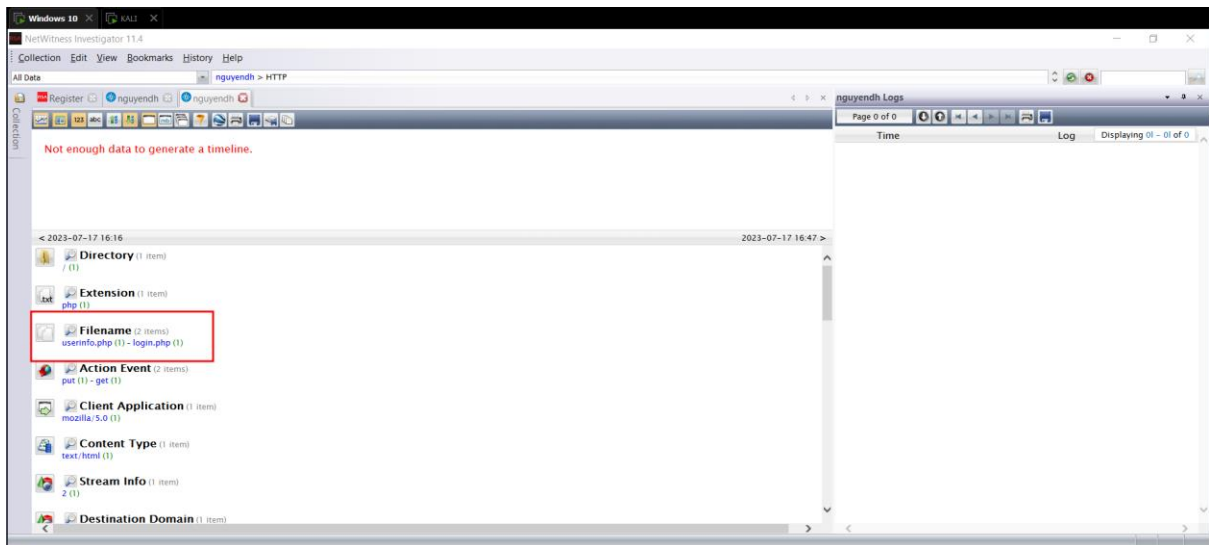 Windows 10 KALI
NetWitness Investigator 11.4
Collection Edit View Bookmarks History Help
All Data nguyendh > HTTP
Register nguyendh nguyendh
nguyendh Logs
Page 0 of 0
Time Log Displaying 0I - 0I of 0
Collection
Not enough data to generate a timeline.
< 2023-07-17 16:16 2023-07-17 16:47 >
Directory (1 item)
/ (1)
Extension (1 item)
php (1)
Filename (2 items)
userinfo.php (1) - login.php (1)
Action Event (2 items)
put (1) - get (1)
Client Application (1 item)
mozilla/5.0 (1)
Content Type (1 item)
text/html (1)
Stream Info (1 item)
2 (1)
Destination Domain (1 item)